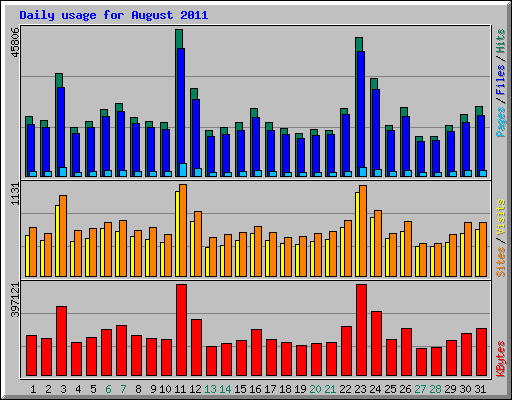 Daily usage for August 2011
45806
Pages / Files / Hits
1131
Sites / Visits
397121
KBytes
1 2 3 4 5 6 7 8 9 10 11 12 13 14 15 16 17 18 19 20 21 22 23 24 25 26 27 28 29 30 31